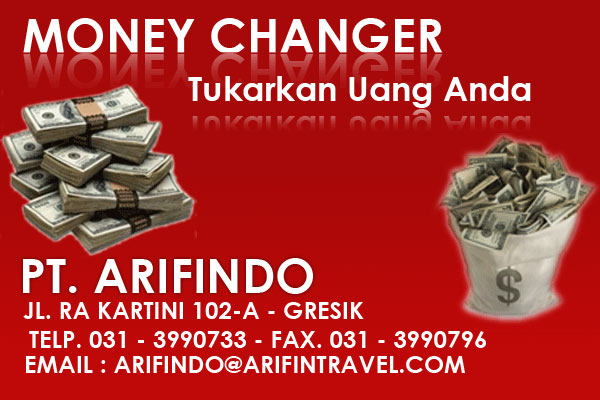 MONEY CHANGER
Tukarkan Uang Anda
PT. ARIFINDO
JL. RA KARTINI 102-A - GRESIK
TELP. 031 - 3990733 - FAX. 031 - 3990796
EMAIL : ARIFINDO@ARIFINTRAVEL.COM
$